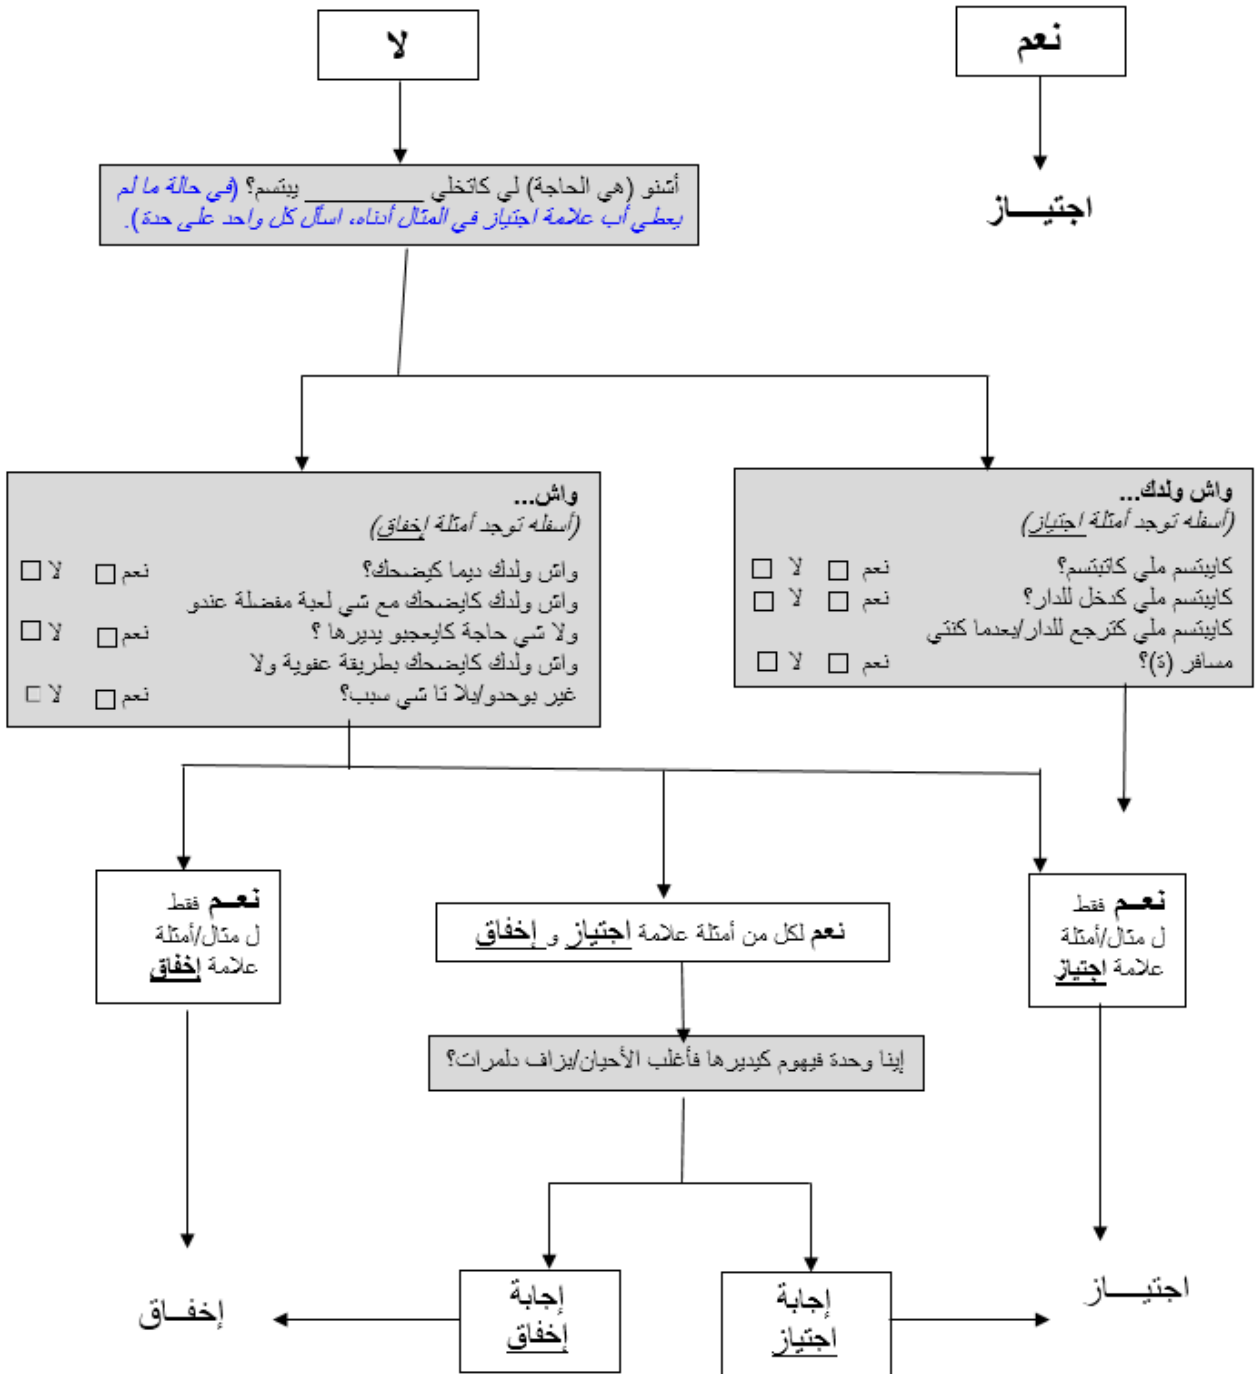 نعم
لا
اجتيـــاز
أشنو (هي الحاجة) لي كاتخلي __________ يبتسم؟ (في حالة ما لم
يعطي أب علامة اجتياز في المثال أدناه، اسأل كل واحد على حدة).
واش ولدك...
(أسفله توجد أمثلة اجتياز)
كايبتسم ملي كاتبتسم؟ نعم □ لا □
كايبتسم ملي كدخل للدار؟ نعم □ لا □
كايبتسم ملي كترجع للدار/بعدما كنتي
مسافر (ة)؟ نعم □ لا □
واش...
(أسفله توجد أمثلة إخفاق)
واش ولدك ديما كيضحك؟ نعم □ لا □
واش ولدك كايضحك مع شي لعبة مفضلة عندو
ولا شي حاجة كايعجبو يديرها ؟ نعم □ لا □
واش ولدك كايضحك بطريقة عفوية ولا
غير بوحدو/بلا تا شي سبب؟ نعم □ لا □
نعــم فقط
ل مثال/أمثلة
علامة اجتياز
نعم لكل من أمثلة علامة اجتياز و إخفاق
نعــم فقط
ل مثال/أمثلة
علامة إخفاق
إينا وحدة فيهوم كيديرها فأغلب الأحيان/بزاف دلمرات؟
اجتيـــاز
إجابة
اجتياز
إجابة
إخفاق
إخفــاق